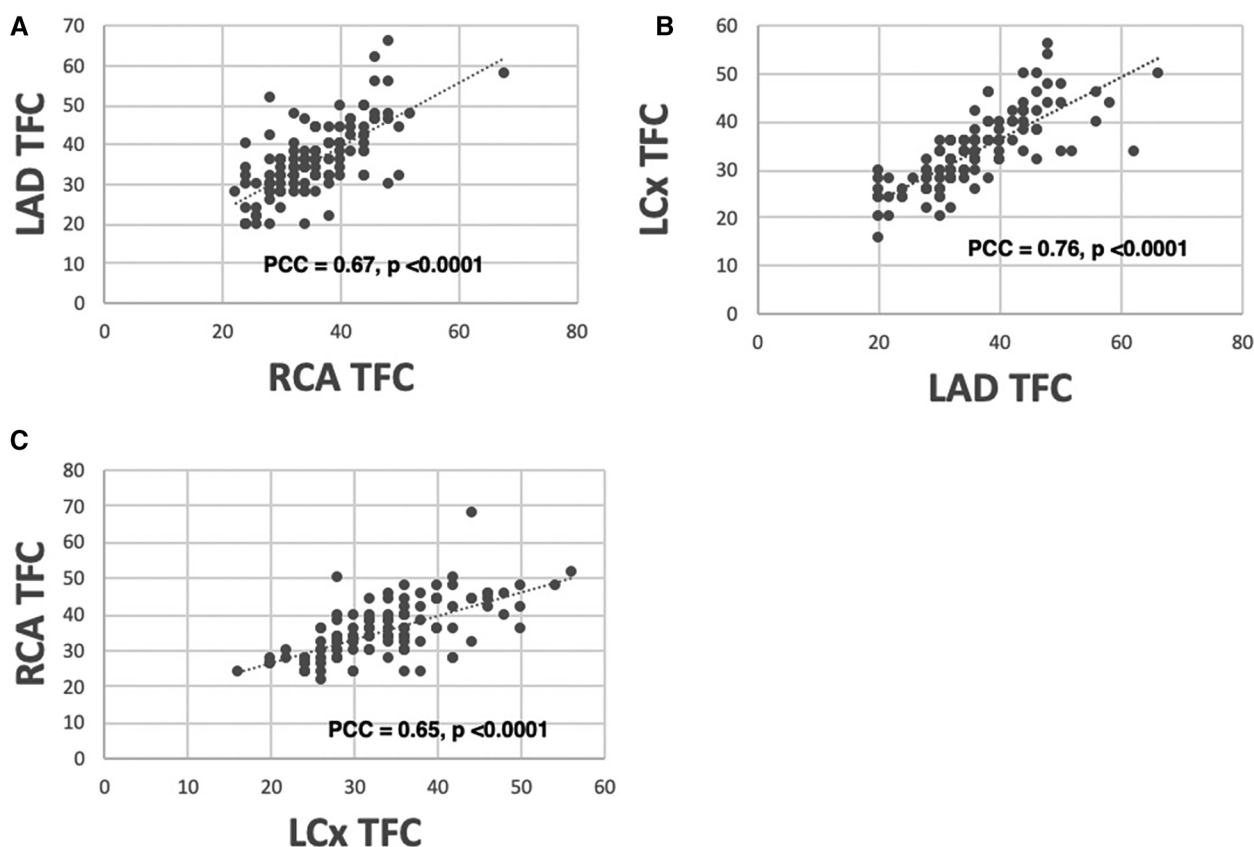 A
LAD TFC
70
60
50
40
30
20
10
0
PCC = 0.67, p <0.0001
0 20 40 60 80
RCA TFC
B
LCx TFC
60
50
40
30
20
10
0
PCC = 0.76, p <0.0001
0 20 40 60 80
LAD TFC
C
RCA TFC
80
70
60
50
40
30
20
10
0
PCC = 0.65, p <0.0001
0 10 20 30 40 50 60
LCx TFC